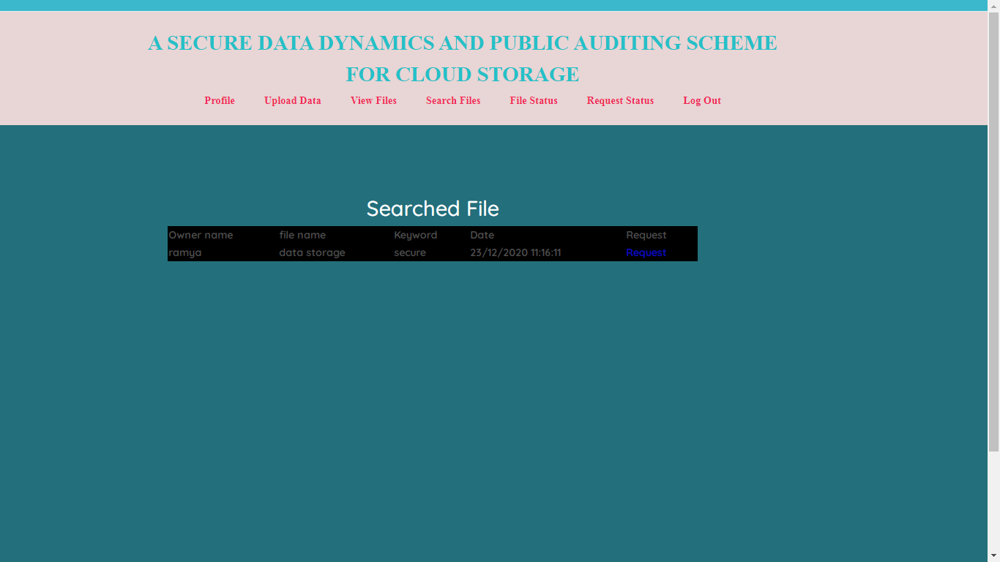 A SECURE DATA DYNAMICS AND PUBLIC AUDITING SCHEME
FOR CLOUD STORAGE
Profile Upload Data View Files Search Files File Status Request Status Log Out
Searched File
Owner name file name Keyword Date Request
ramya data storage secure 23/12/2020 11:16:11 Request